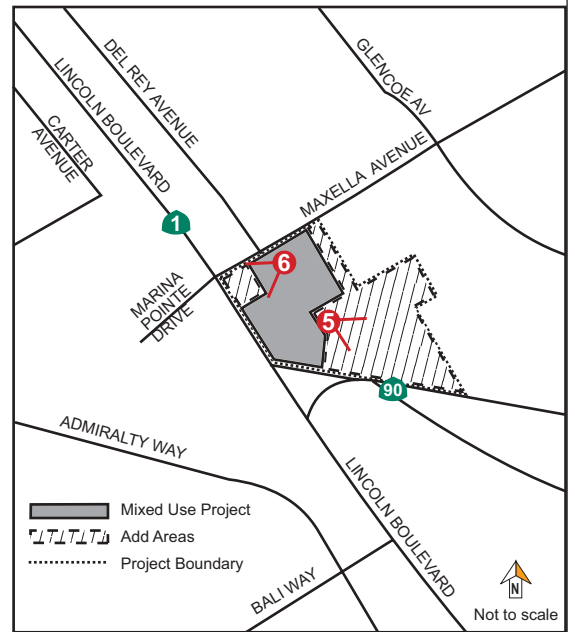 DEL REY AVENUE
LINCOLN BOULEVARD
CARTER
AVENUE
GLENCOE AV
MAXELLA AVENUE
1
6
MARINA
POINTE
DRIVE
5
90
ADMIRALTY WAY
LINCOLN BOULEVARD
BALI WAY
Mixed Use Project
Add Areas
Project Boundary
N
Not to scale